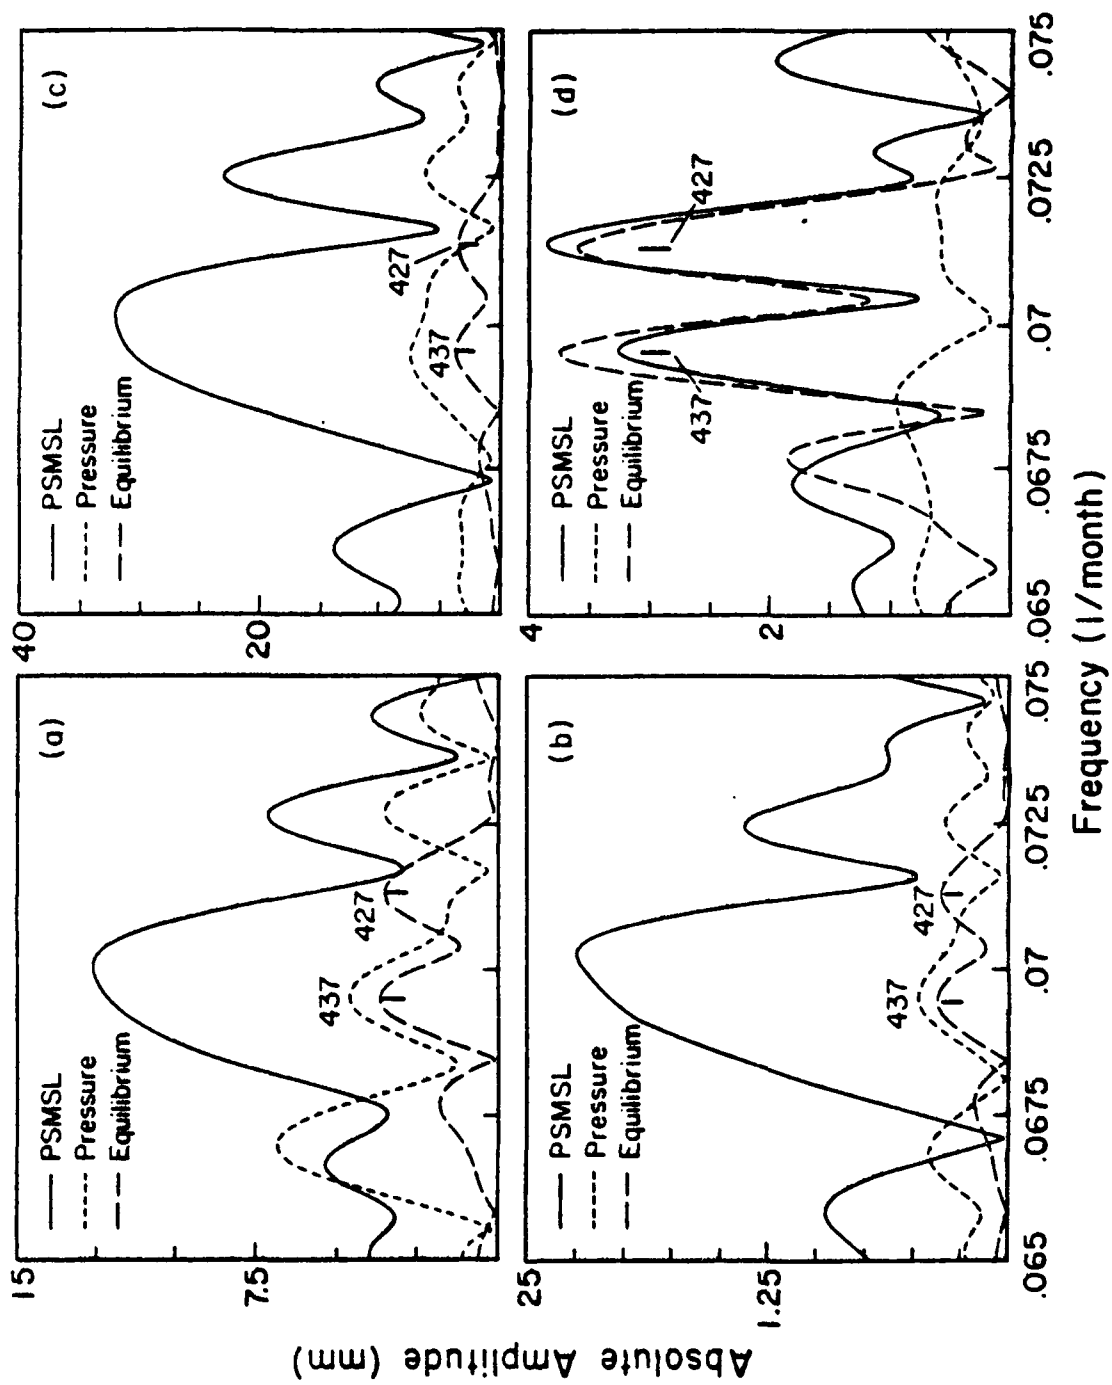 Absolute Amplitude (mm)
15
7.5
(a)
PSMSL
Pressure
Equilibrium
437
427
40
20
(c)
PSMSL
Pressure
Equilibrium
437
427
25
1.25
(b)
PSMSL
Pressure
Equilibrium
437
427
.065
.0675
.07
.0725
.075
4
2
(d)
PSMSL
Pressure
Equilibrium
437
427
.065
.0675
.07
.0725
.075
Frequency (1/month)